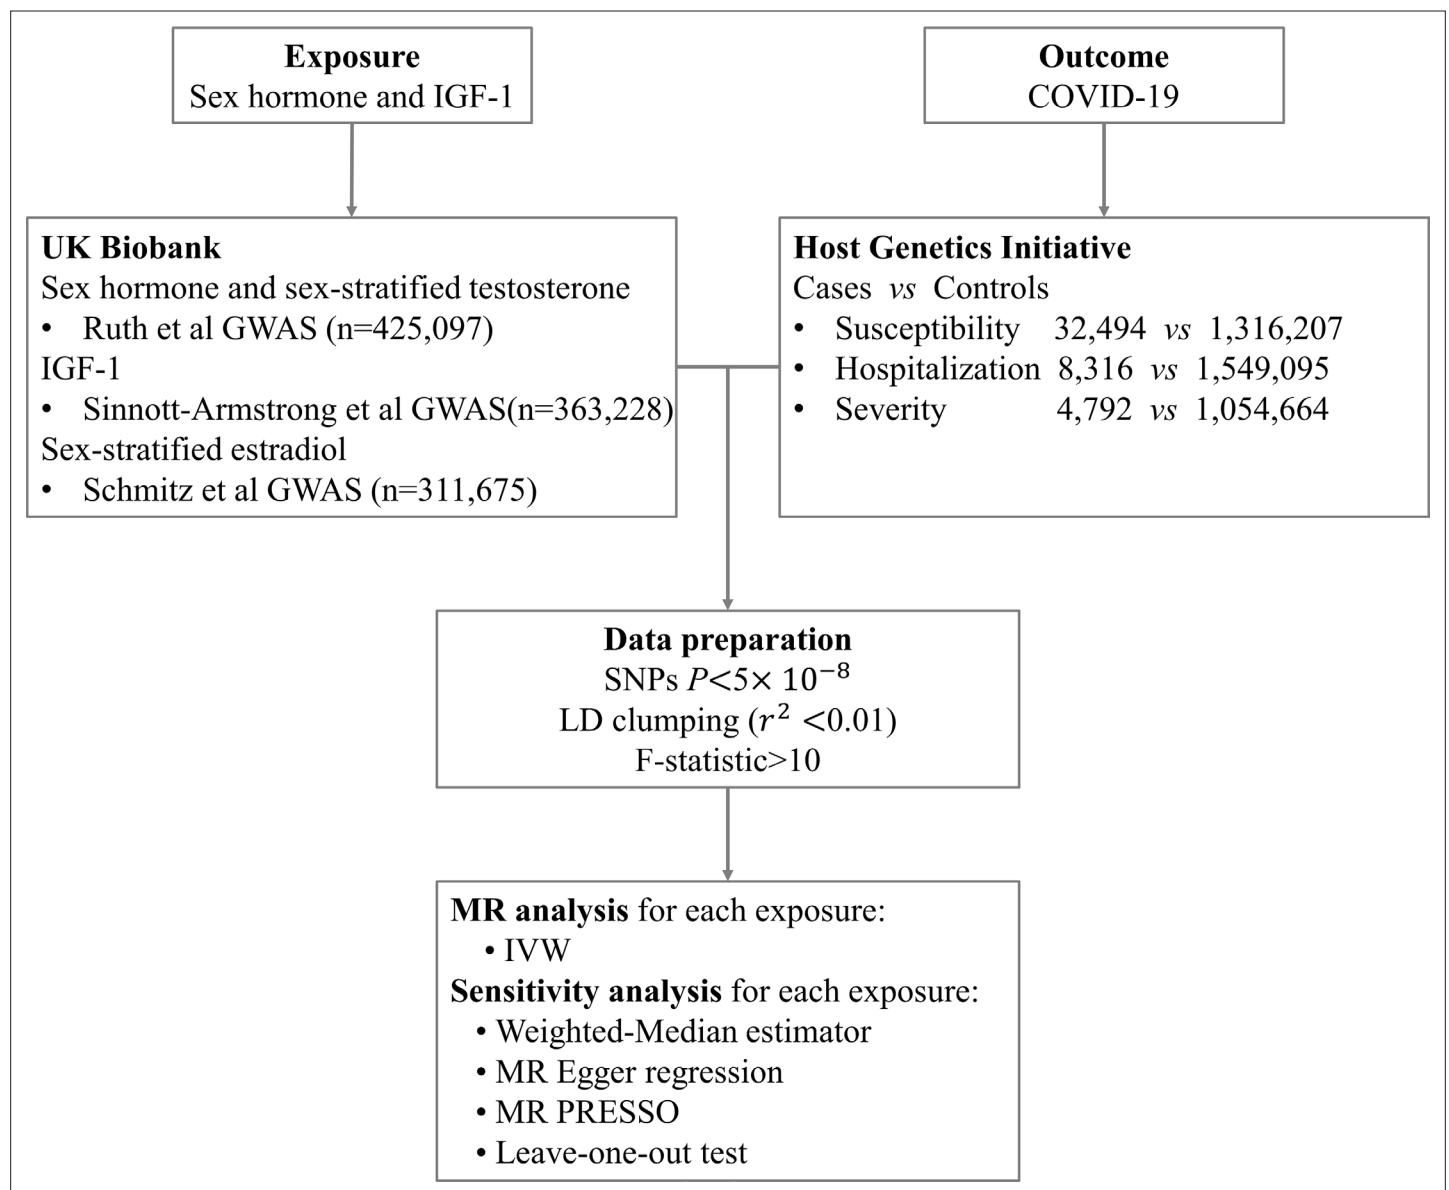 Exposure
Sex hormone and IGF-1
Outcome
COVID-19
UK Biobank
Sex hormone and sex-stratified testosterone
• Ruth et al GWAS (n=425,097)
IGF-1
• Sinnott-Armstrong et al GWAS(n=363,228)
Sex-stratified estradiol
• Schmitz et al GWAS (n=311,675)
Host Genetics Initiative
Cases vs Controls
• Susceptibility 32,494 vs 1,316,207
• Hospitalization 8,316 vs 1,549,095
• Severity 4,792 vs 1,054,664
Data preparation
SNPs P<5× 10⁻⁸
LD clumping (r² <0.01)
F-statistic>10
MR analysis for each exposure:
• IVW
Sensitivity analysis for each exposure:
• Weighted-Median estimator
• MR Egger regression
• MR PRESSO
• Leave-one-out test